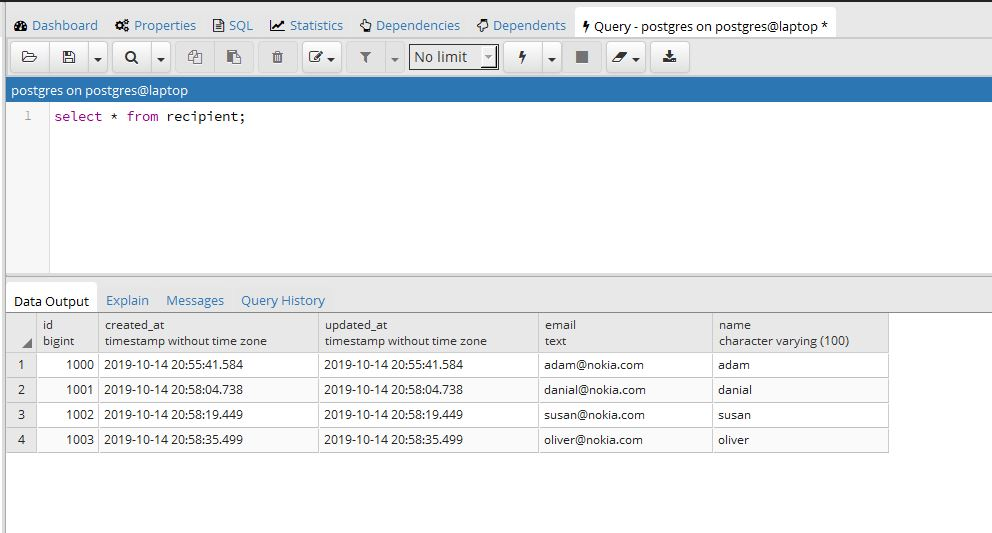 Dashboard Properties SQL Statistics Dependencies Dependents Query - postgres on postgres@laptop *
No limit
postgres on postgres@laptop
1 select * from recipient;
Data Output Explain Messages Query History
id created_at updated_at email name
bigint timestamp without time zone timestamp without time zone text character varying (100)
1 1000 2019-10-14 20:55:41.584 2019-10-14 20:55:41.584 adam@nokia.com adam
2 1001 2019-10-14 20:58:04.738 2019-10-14 20:58:04.738 danial@nokia.com danial
3 1002 2019-10-14 20:58:19.449 2019-10-14 20:58:19.449 susan@nokia.com susan
4 1003 2019-10-14 20:58:35.499 2019-10-14 20:58:35.499 oliver@nokia.com oliver